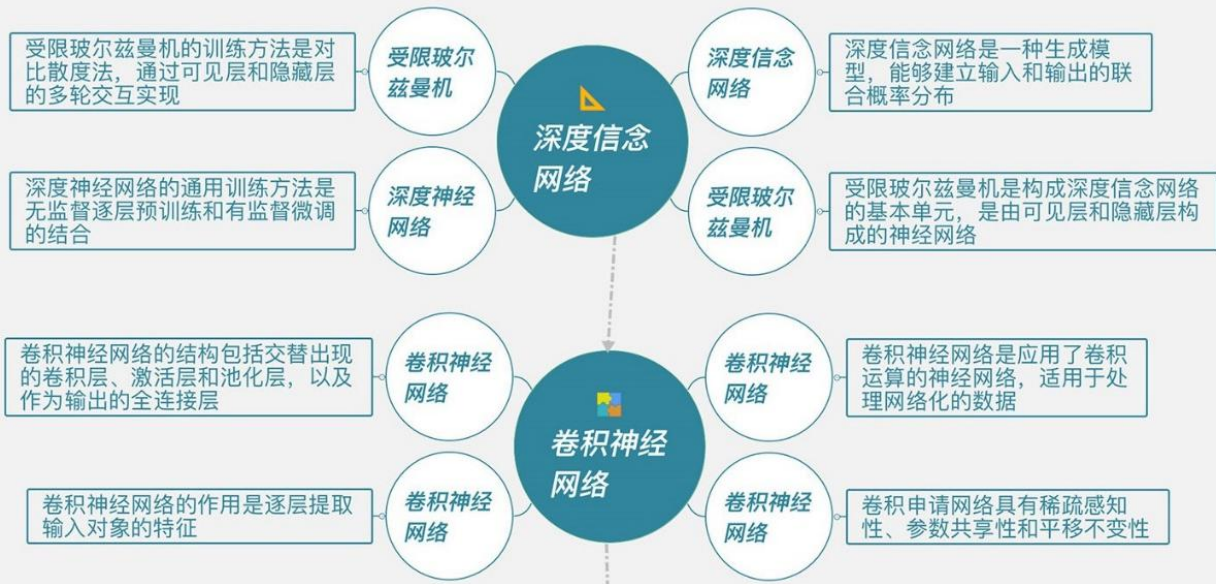 受限玻尔兹曼机的训练方法是对
比散度法，通过可见层和隐藏层
的多轮交互实现
受限玻尔
兹曼机
深度信念
网络
深度信念网络是一种生成模
型，能够建立输入和输出的联
合概率分布
深度信念
网络
深度神经网络的通用训练方法是
无监督逐层预训练和有监督微调
的结合
深度神经
网络
受限玻尔
兹曼机
受限玻尔兹曼机是构成深度信念网络
的基本单元，是由可见层和隐藏层构
成的神经网络
卷积神经网络的结构包括交替出现
的卷积层、激活层和池化层，以及
作为输出的全连接层
卷积神经
网络
卷积神经
网络
卷积神经网络是应用了卷积
运算的神经网络，适用于处
理网络化的数据
卷积神经
网络
卷积神经网络的作用是逐层提取
输入对象的特征
卷积神经
网络
卷积神经
网络
卷积申请网络具有稀疏感知
性、参数共享性和平移不变性